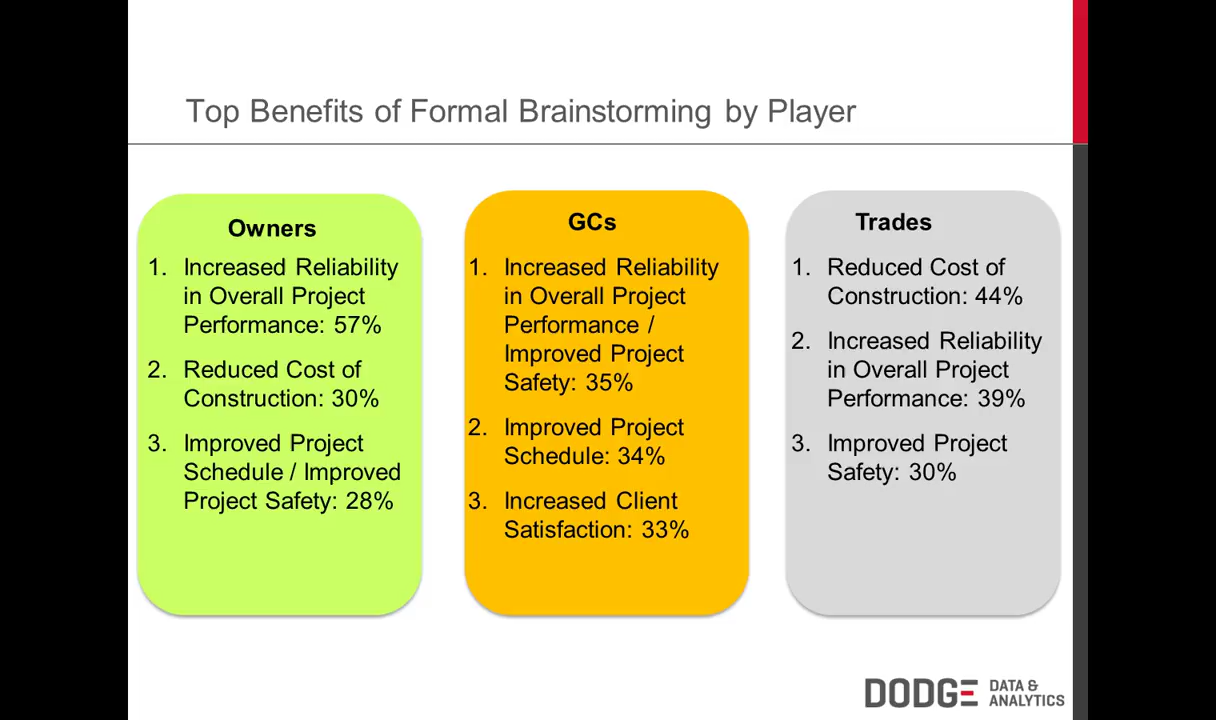 Top Benefits of Formal Brainstorming by Player
Owners
1. Increased Reliability
in Overall Project
Performance: 57%
2. Reduced Cost of
Construction: 30%
3. Improved Project
Schedule / Improved
Project Safety: 28%
GCs
1. Increased Reliability
in Overall Project
Performance /
Improved Project
Safety: 35%
2. Improved Project
Schedule: 34%
3. Increased Client
Satisfaction: 33%
Trades
1. Reduced Cost of
Construction: 44%
2. Increased Reliability
in Overall Project
Performance: 39%
3. Improved Project
Safety: 30%
DODGE
DATA &
ANALYTICS